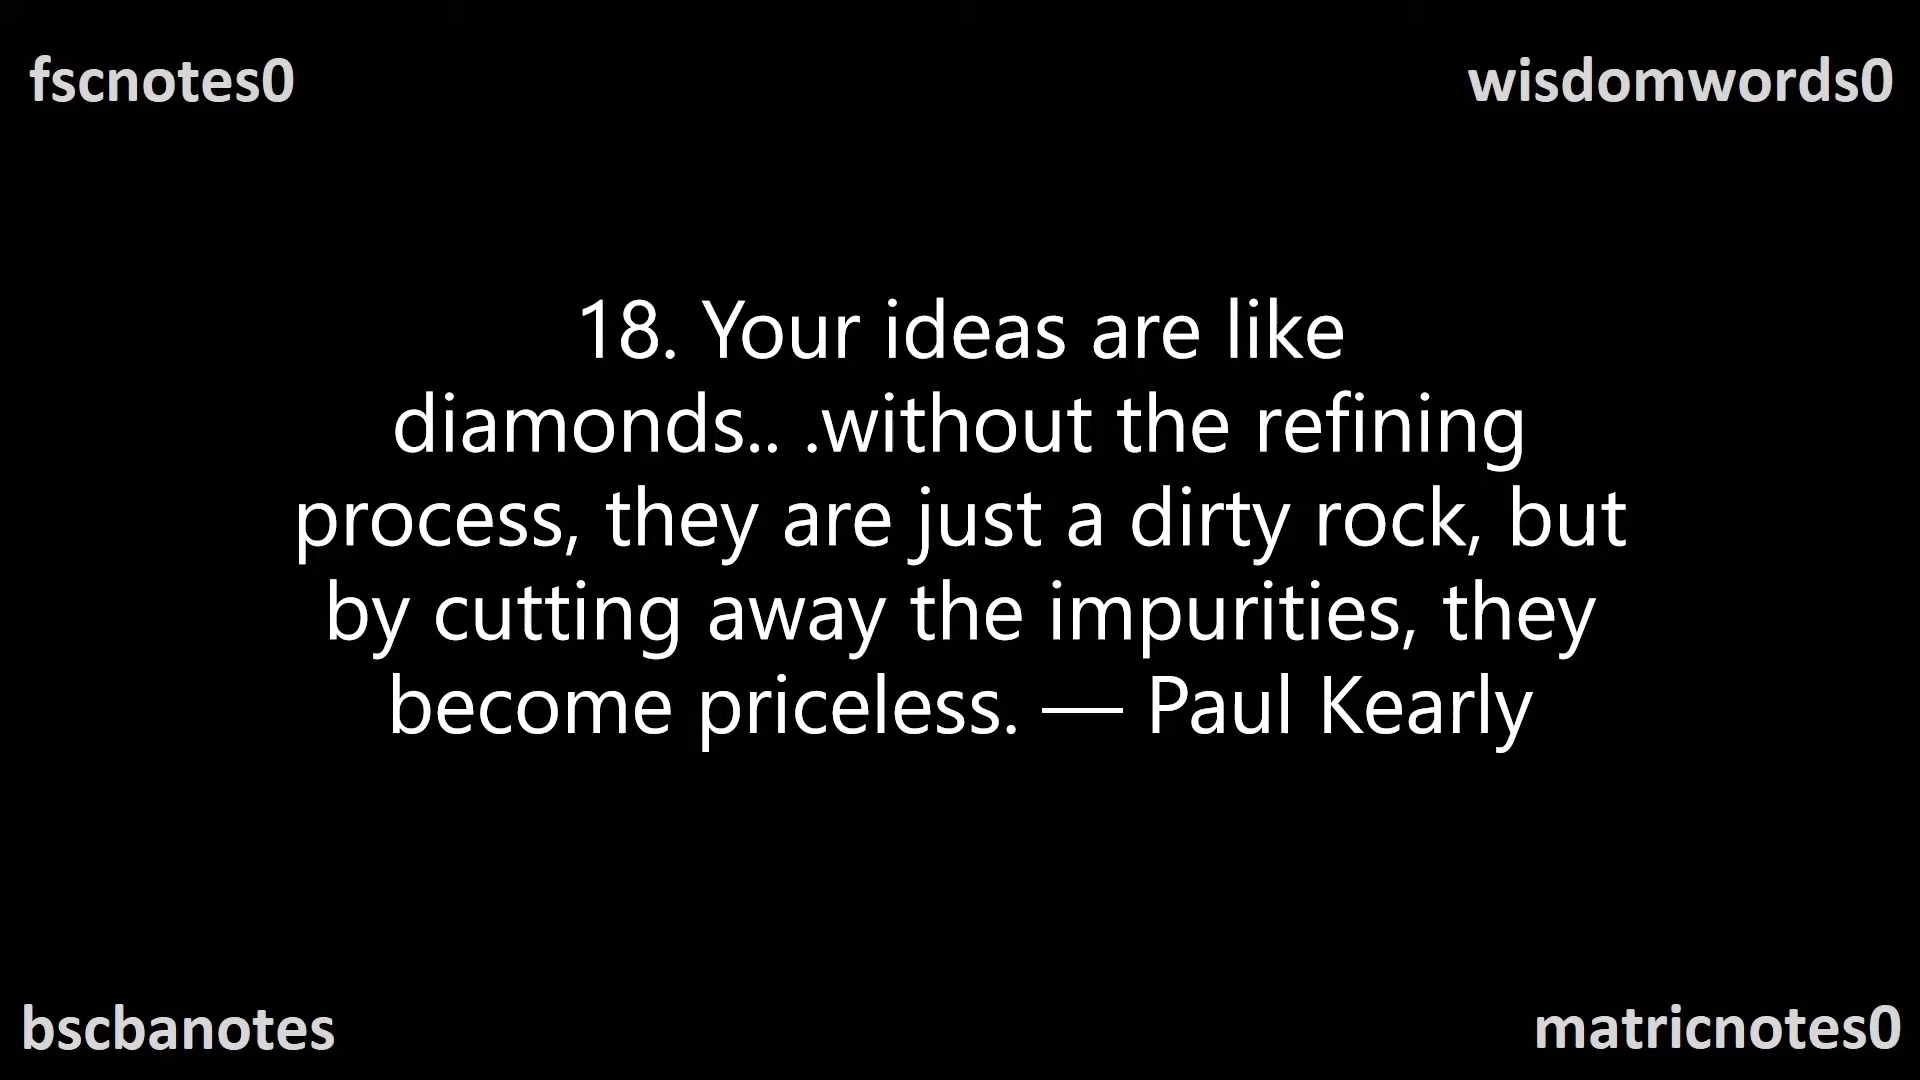 fscnotes0
wisdomwords0
18. Your ideas are like
diamonds.. .without the refining
process, they are just a dirty rock, but
by cutting away the impurities, they
become priceless. — Paul Kearly
bscbanotes
matricnotes0